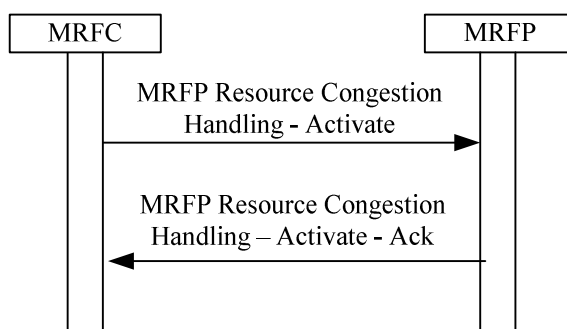 MRFC
MRFP
MRFP Resource Congestion
Handling - Activate
MRFP Resource Congestion
Handling – Activate - Ack